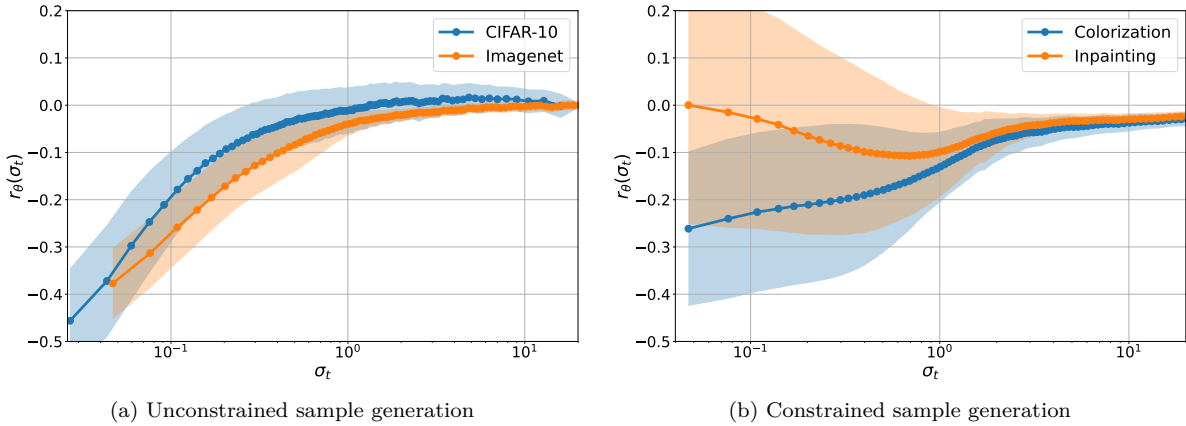 0.2
0.1
0.0
−0.1
−0.2
−0.3
−0.4
−0.5
rθ(σt)
CIFAR-10
Imagenet
10⁻¹ 10⁰ 10¹
σt
(a) Unconstrained sample generation
0.2
0.1
0.0
−0.1
−0.2
−0.3
−0.4
−0.5
rθ(σt)
Colorization
Inpainting
10⁻¹ 10⁰ 10¹
σt
(b) Constrained sample generation